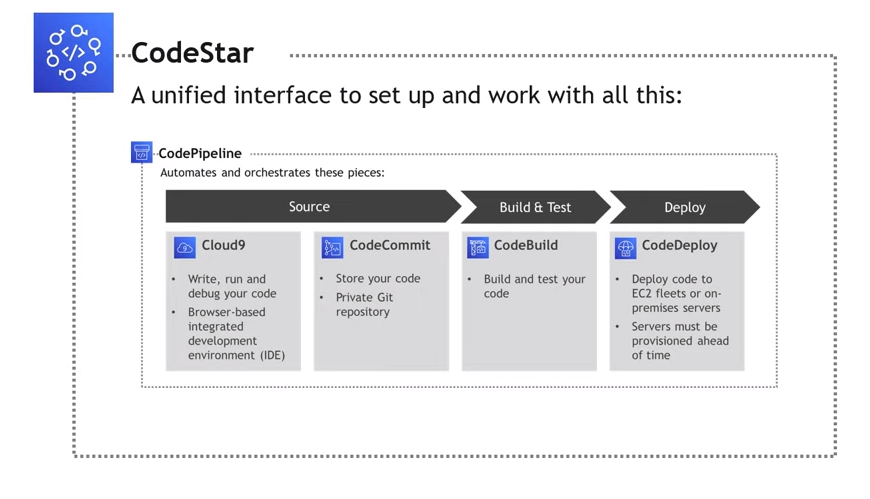 CodeStar
A unified interface to set up and work with all this:
CodePipeline
Automates and orchestrates these pieces:
Source
Build & Test
Deploy
Cloud9
• Write, run and
debug your code
• Browser-based
integrated
development
environment (IDE)
CodeCommit
• Store your code
• Private Git
repository
CodeBuild
• Build and test your
code
CodeDeploy
• Deploy code to
EC2 fleets or on-
premises servers
• Servers must be
provisioned ahead
of time